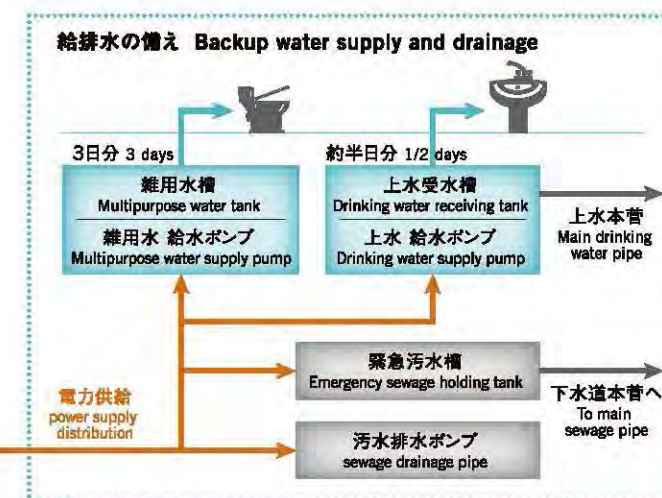 給排水の備え Backup water supply and drainage
3日分 3 days
約半日分 1/2 days
雑用水槽
Multipurpose water tank
雑用水 給水ポンプ
Multipurpose water supply pump
上水受水槽
Drinking water receiving tank
上水 給水ポンプ
Drinking water supply pump
上水本菅
Main drinking
water pipe
緊急汚水槽
Emergency sewage holding tank
下水道本菅へ
To main
sewage pipe
電力供給
power supply
distribution
汚水排水ポンプ
sewage drainage pipe